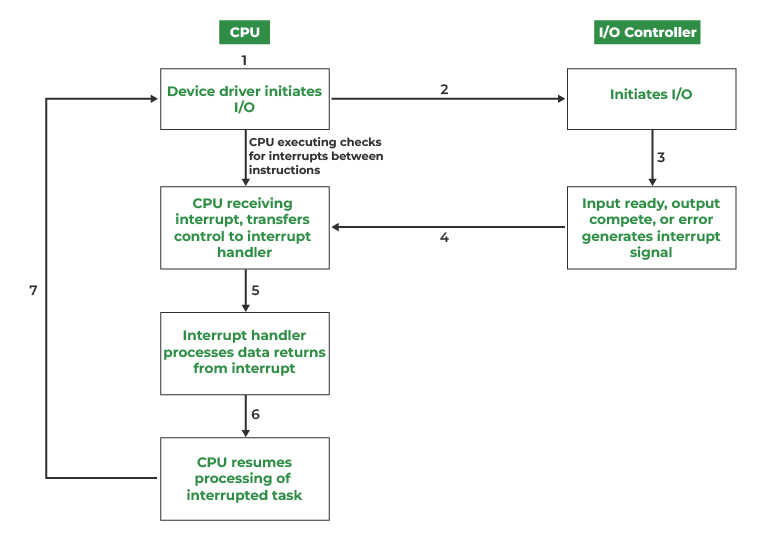 CPU
I/O Controller
1
Device driver initiates
I/O
2
Initiates I/O
CPU executing checks
for interrupts between
instructions
3
CPU receiving
interrupt, transfers
control to interrupt
handler
4
Input ready, output
compete, or error
generates interrupt
signal
5
7
Interrupt handler
processes data returns
from interrupt
6
CPU resumes
processing of
interrupted task